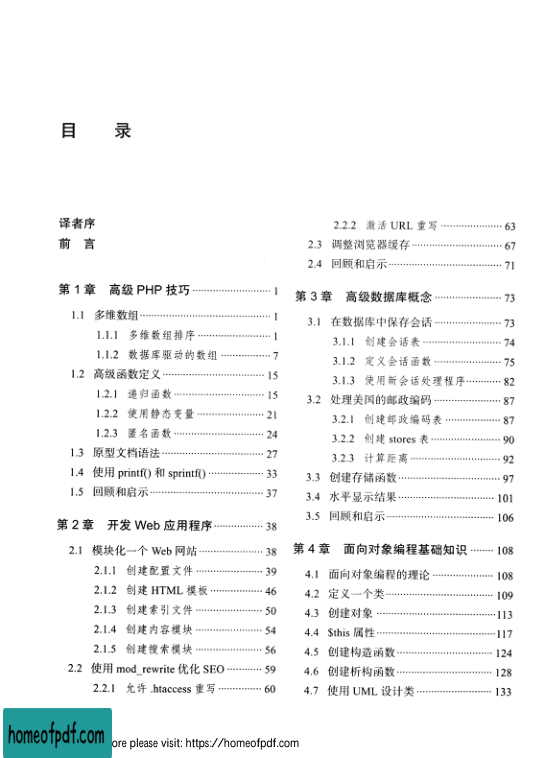 目 录
译者序
前 言
第 1 章 高级 PHP 技巧 1
1.1 多维数组 1
1.1.1 多维数组排序 1
1.1.2 数据库驱动的数组 7
1.2 高级函数定义 15
1.2.1 递归函数 15
1.2.2 使用静态变量 21
1.2.3 匿名函数 24
1.3 原型文档语法 27
1.4 使用 printf() 和 sprintf() 33
1.5 回顾和启示 37
第 2 章 开发 Web 应用程序 38
2.1 模块化一个 Web 网站 38
2.1.1 创建配置文件 39
2.1.2 创建 HTML 模板 46
2.1.3 创建索引文件 50
2.1.4 创建内容模块 54
2.1.5 创建搜索模块 56
2.2 使用 mod_rewrite 优化 SEO 59
2.2.1 允许 .htaccess 重写 60
2.2.2 激活 URL 重写 63
2.3 调整浏览器缓存 67
2.4 回顾和启示 71
第 3 章 高级数据库概念 73
3.1 在数据库中保存会话 73
3.1.1 创建会话表 74
3.1.2 定义会话函数 75
3.1.3 使用新会话处理程序 82
3.2 处理美国的邮政编码 87
3.2.1 创建邮政编码表 87
3.2.2 创建 stores 表 90
3.2.3 计算距离 92
3.3 创建存储函数 97
3.4 水平显示结果 101
3.5 回顾和启示 106
第 4 章 面向对象编程基础知识 108
4.1 面向对象编程的理论 108
4.2 定义一个类 109
4.3 创建对象 113
4.4 $this 属性 117
4.5 创建构造函数 124
4.6 创建析构函数 128
4.7 使用 UML 设计类 133
homeofpdf.com
ore please visit: https://homeofpdf.com